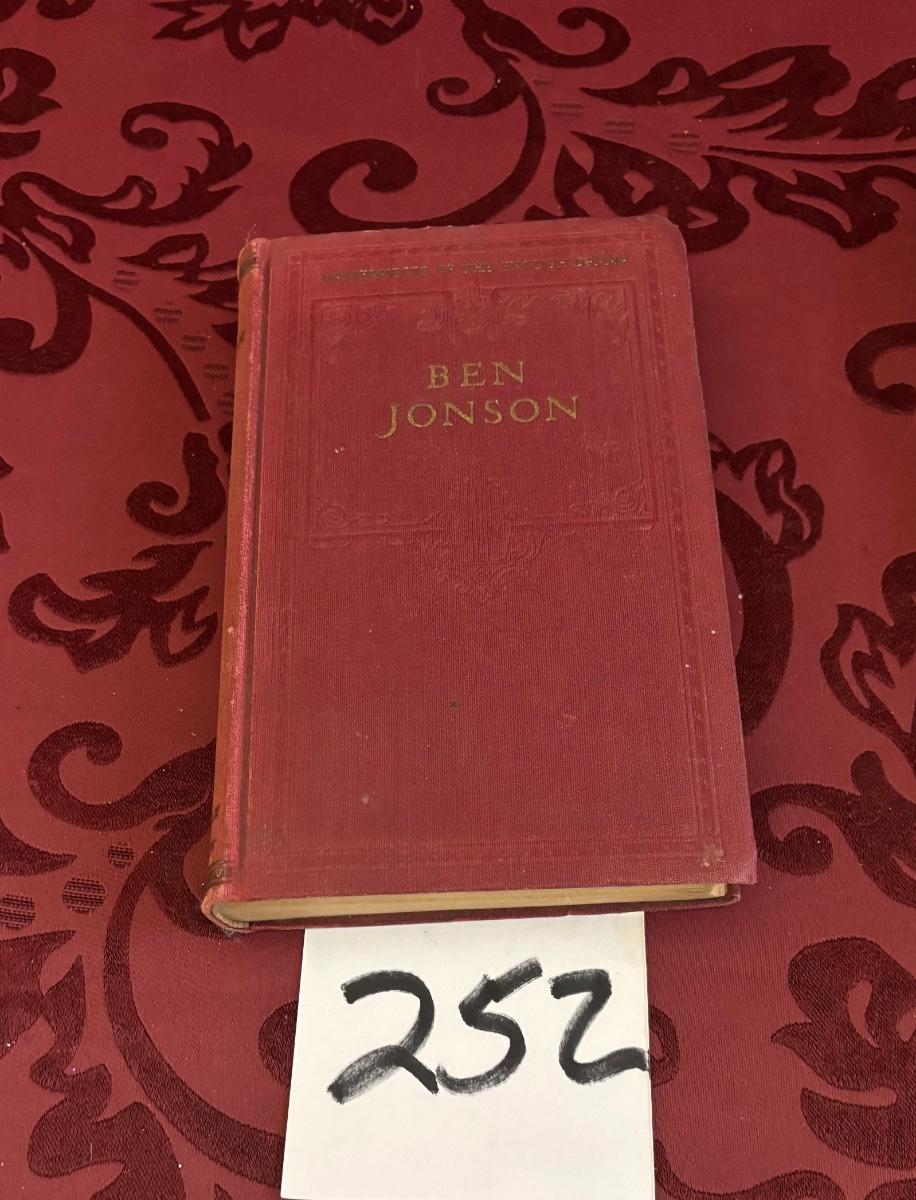 MASTERPIECES OF THE ENGLISH DRAMA
BEN
JONSON
252